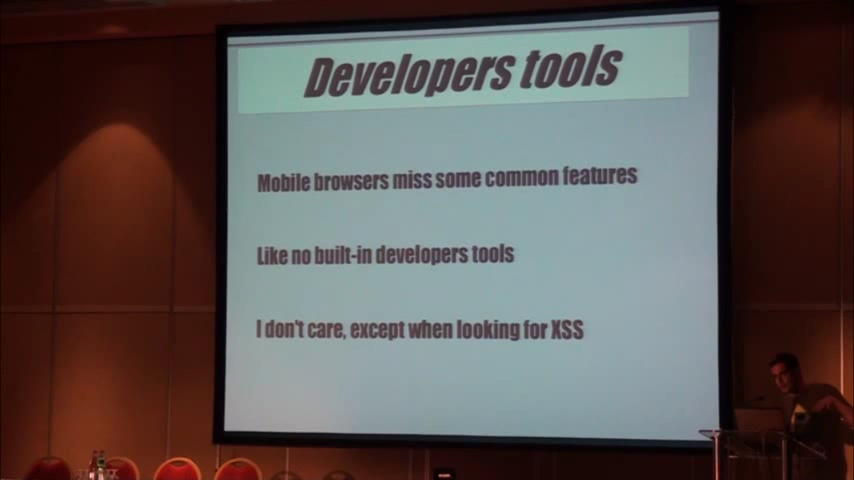 Developers tools
Mobile browsers miss some common features
Like no built-in developers tools
I don't care, except when looking for XSS